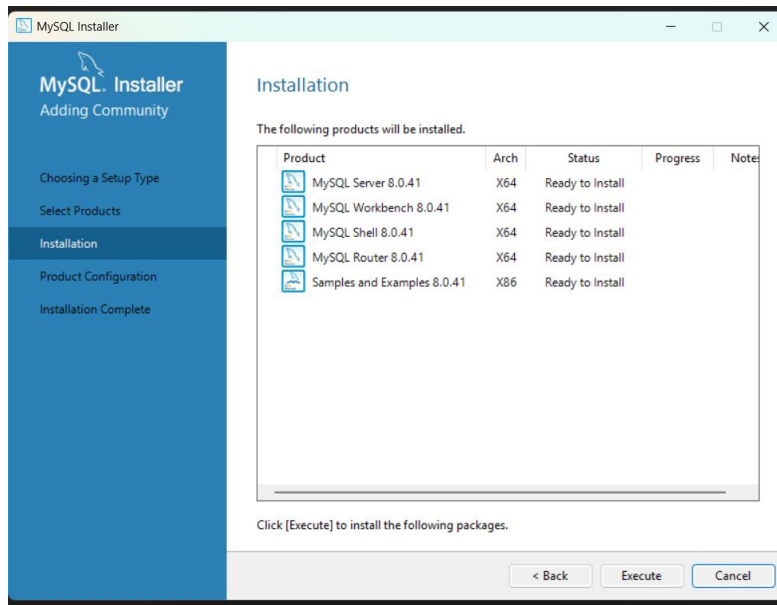 MySQL Installer
MySQL. Installer
Adding Community
Choosing a Setup Type
Select Products
Installation
Product Configuration
Installation Complete
Installation
The following products will be installed.
Product Arch Status Progress Notes
MySQL Server 8.0.41 X64 Ready to Install
MySQL Workbench 8.0.41 X64 Ready to Install
MySQL Shell 8.0.41 X64 Ready to Install
MySQL Router 8.0.41 X64 Ready to Install
Samples and Examples 8.0.41 X86 Ready to Install
Click [Execute] to install the following packages.
< Back Execute Cancel